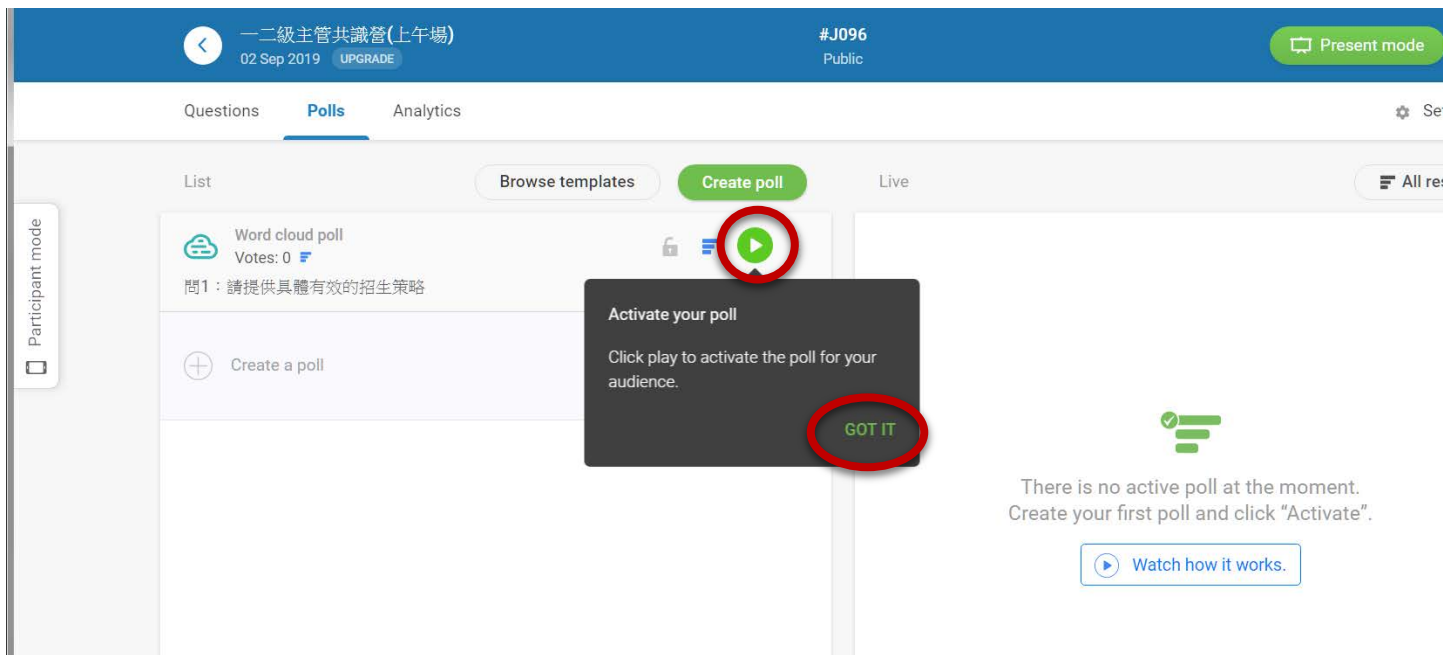 一二級主管共識營(上午場)
02 Sep 2019 UPGRADE
#J096
Public
Present mode
Questions Polls Analytics
Se
List
Browse templates
Create poll
Live
All res
Participant mode
Word cloud poll
Votes: 0
問1：請提供具體有效的招生策略
Create a poll
Activate your poll
Click play to activate the poll for your
audience.
GOT IT
There is no active poll at the moment.
Create your first poll and click “Activate”.
Watch how it works.